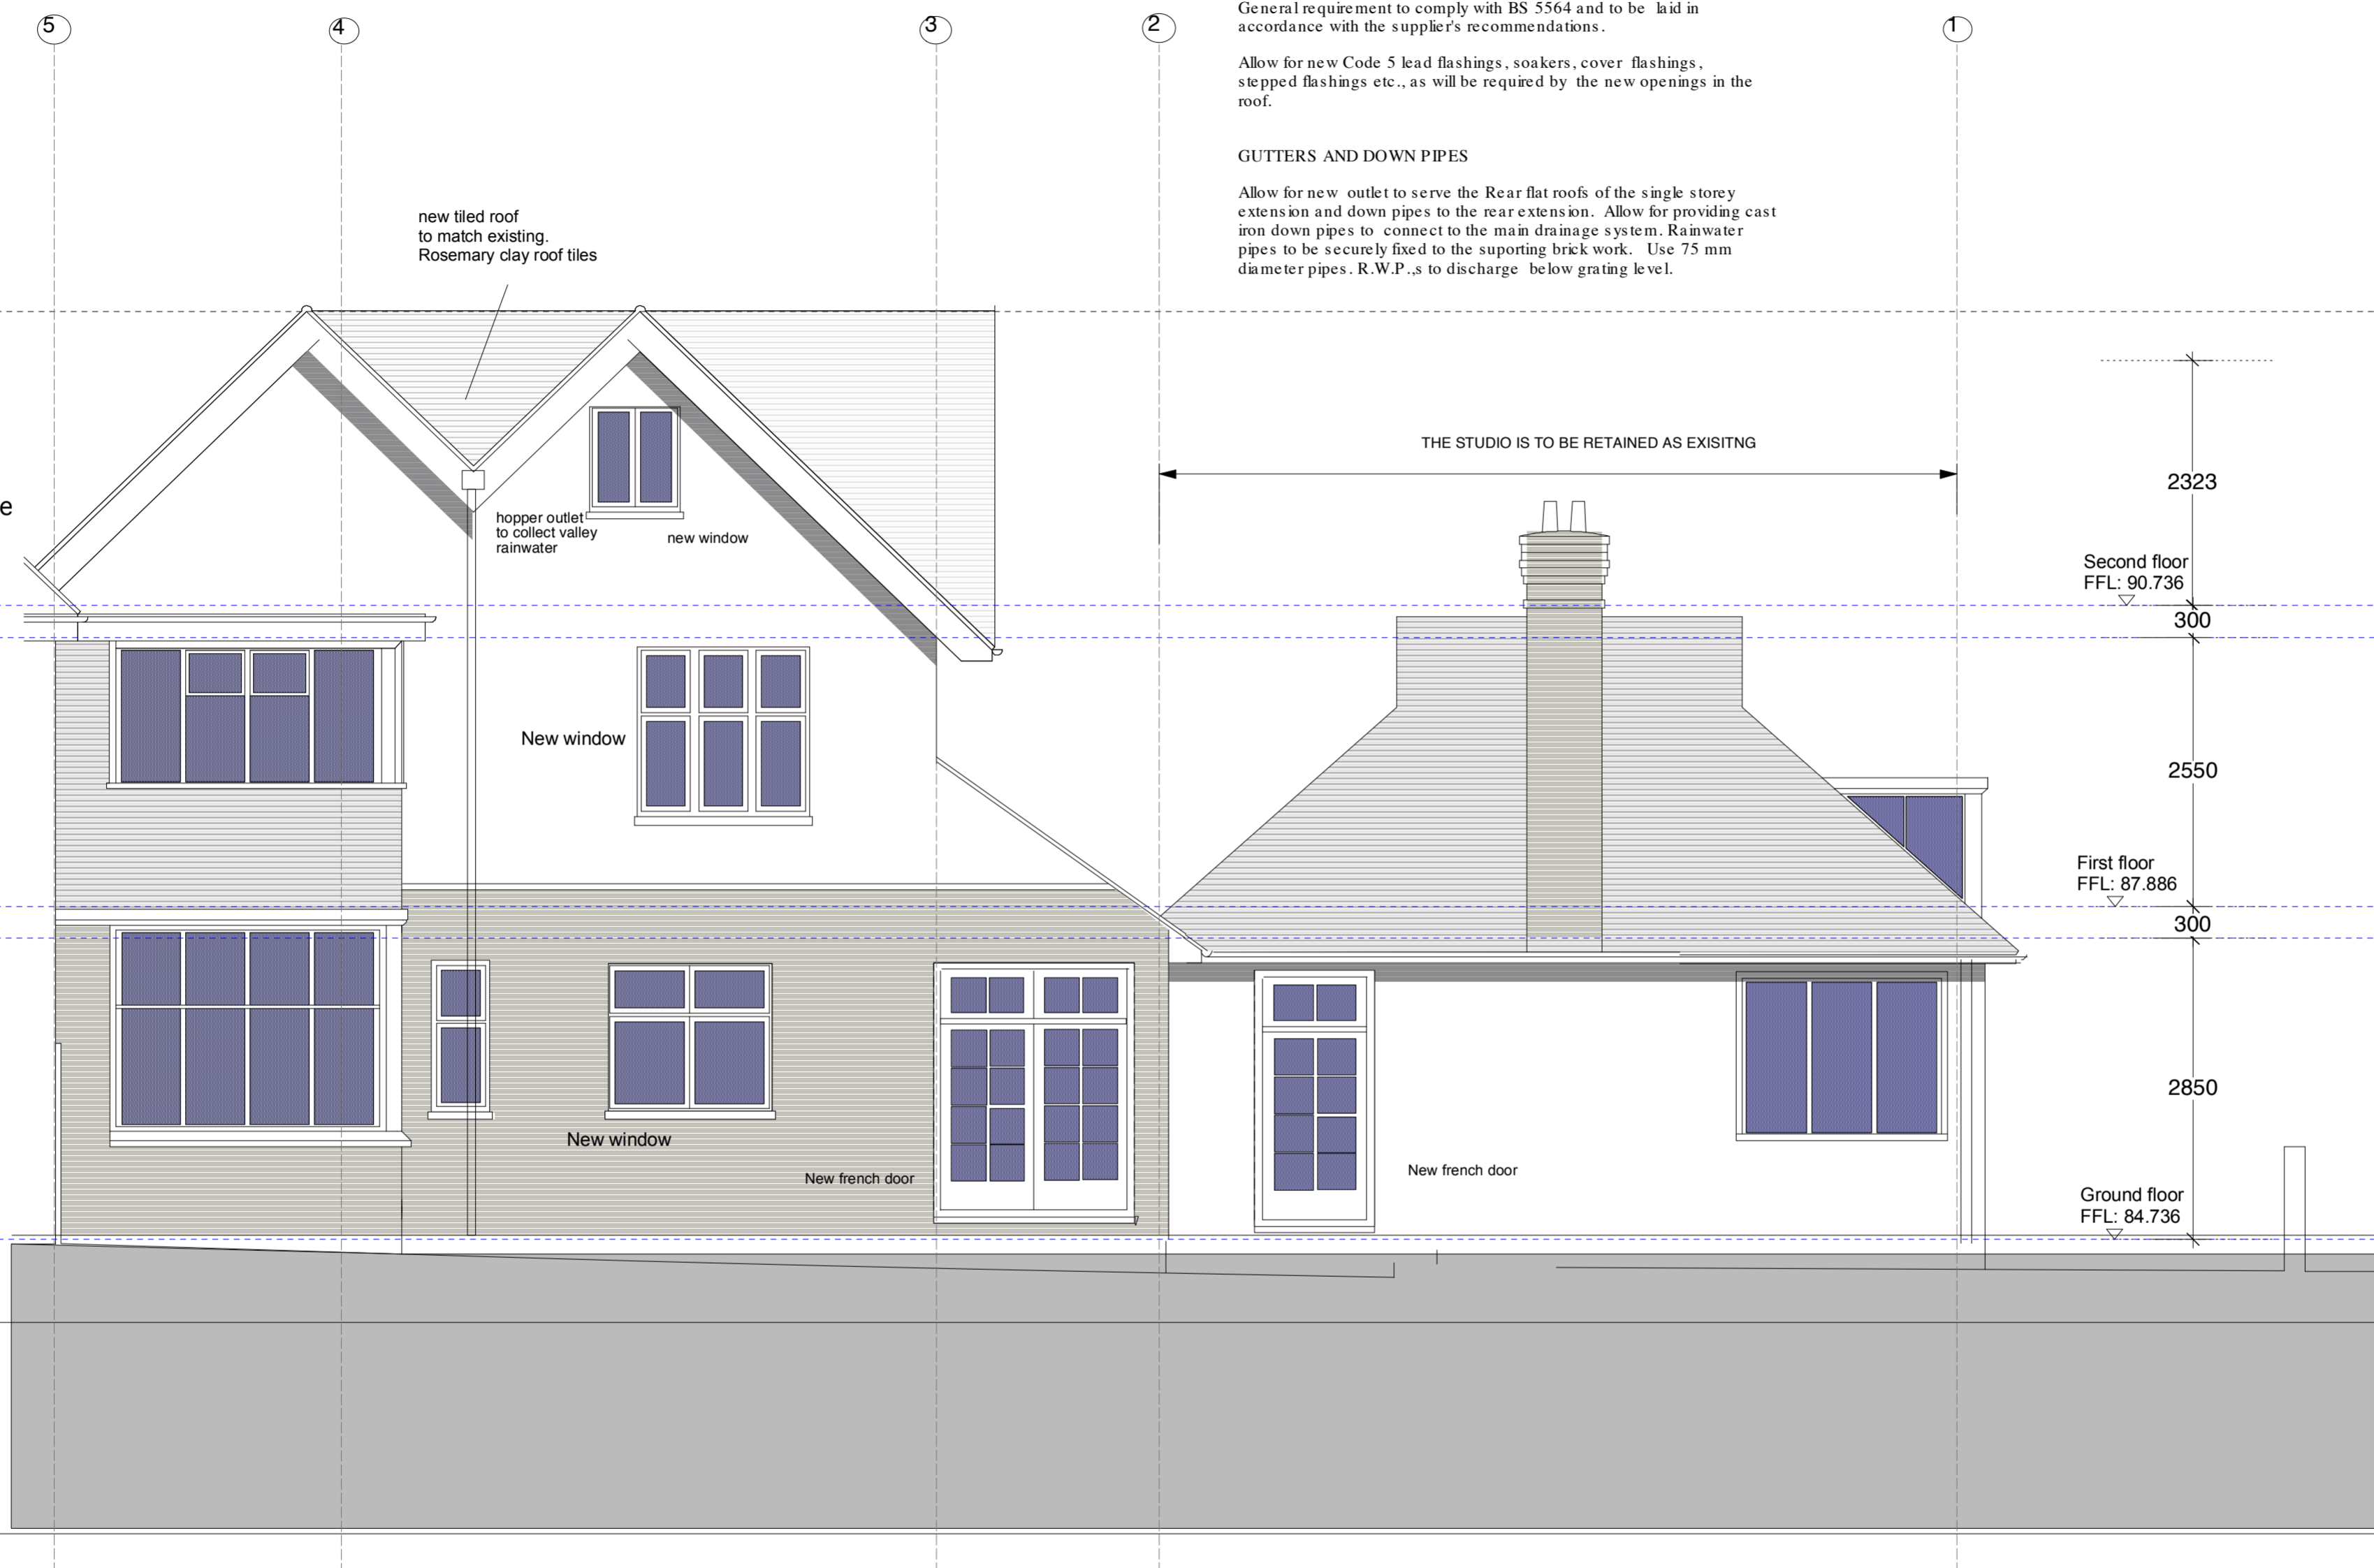 5
4
3
2
1
General requirement to comply with BS 5564 and to be laid in
accordance with the supplier's recommendations.
Allow for new Code 5 lead flashings, soakers, cover flashings,
stepped flashings etc., as will be required by the new openings in the
roof.
GUTTERS AND DOWN PIPES
Allow for new outlet to serve the Rear flat roofs of the single storey
extension and down pipes to the rear extension. Allow for providing cast
iron down pipes to connect to the main drainage system. Rainwater
pipes to be securely fixed to the suporting brick work. Use 75 mm
diameter pipes. R.W.P.,s to discharge below grating level.
new tiled roof
to match existing.
Rosemary clay roof tiles
THE STUDIO IS TO BE RETAINED AS EXISITNG
2323
e
hopper outlet
to collect valley
rainwater
new window
Second floor
FFL: 90.736
300
New window
2550
First floor
FFL: 87.886
300
2850
New window
New french door
New french door
Ground floor
FFL: 84.736